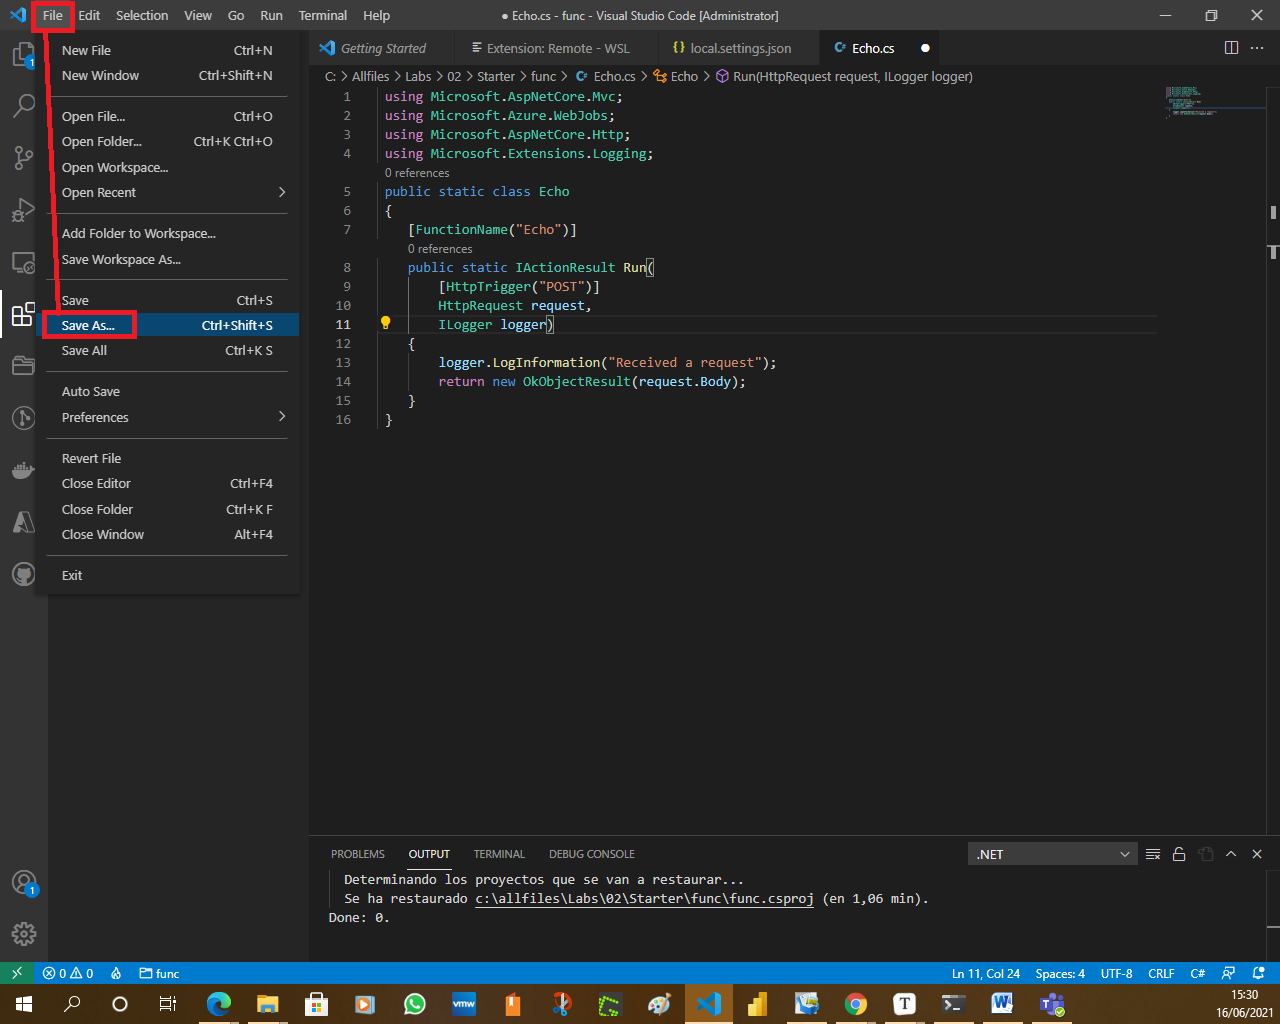 File Edit Selection View Go Run Terminal Help
● Echo.cs - func - Visual Studio Code [Administrator]
New File Ctrl+N
New Window Ctrl+Shift+N
Open File... Ctrl+O
Open Folder... Ctrl+K Ctrl+O
Open Workspace...
Open Recent
Add Folder to Workspace...
Save Workspace As...
Save Ctrl+S
Save As... Ctrl+Shift+S
Save All Ctrl+K S
Auto Save
Preferences
Revert File
Close Editor Ctrl+F4
Close Folder Ctrl+K F
Close Window Alt+F4
Exit
1
1
Getting Started
Extension: Remote - WSL
{} local.settings.json
C# Echo.cs ●
C: > Allfiles > Labs > 02 > Starter > func > C# Echo.cs > Echo > Run(HttpRequest request, ILogger logger)
1 using Microsoft.AspNetCore.Mvc;
2 using Microsoft.Azure.WebJobs;
3 using Microsoft.AspNetCore.Http;
4 using Microsoft.Extensions.Logging;
0 references
5 public static class Echo
6 {
7 [FunctionName("Echo")]
0 references
8 public static IActionResult Run(
9 [HttpTrigger("POST")]
10 HttpRequest request,
11 ILogger logger)
12 {
13 logger.LogInformation("Received a request");
14 return new OkObjectResult(request.Body);
15 }
16 }
PROBLEMS OUTPUT TERMINAL DEBUG CONSOLE
.NET
Determinando los proyectos que se van a restaurar...
Se ha restaurado c:\allfiles\Labs\02\Starter\func\func.csproj (en 1,06 min).
Done: 0.
0 0 func
Ln 11, Col 24 Spaces: 4 UTF-8 CRLF C#
vmw
T
W
15:30
16/06/2021